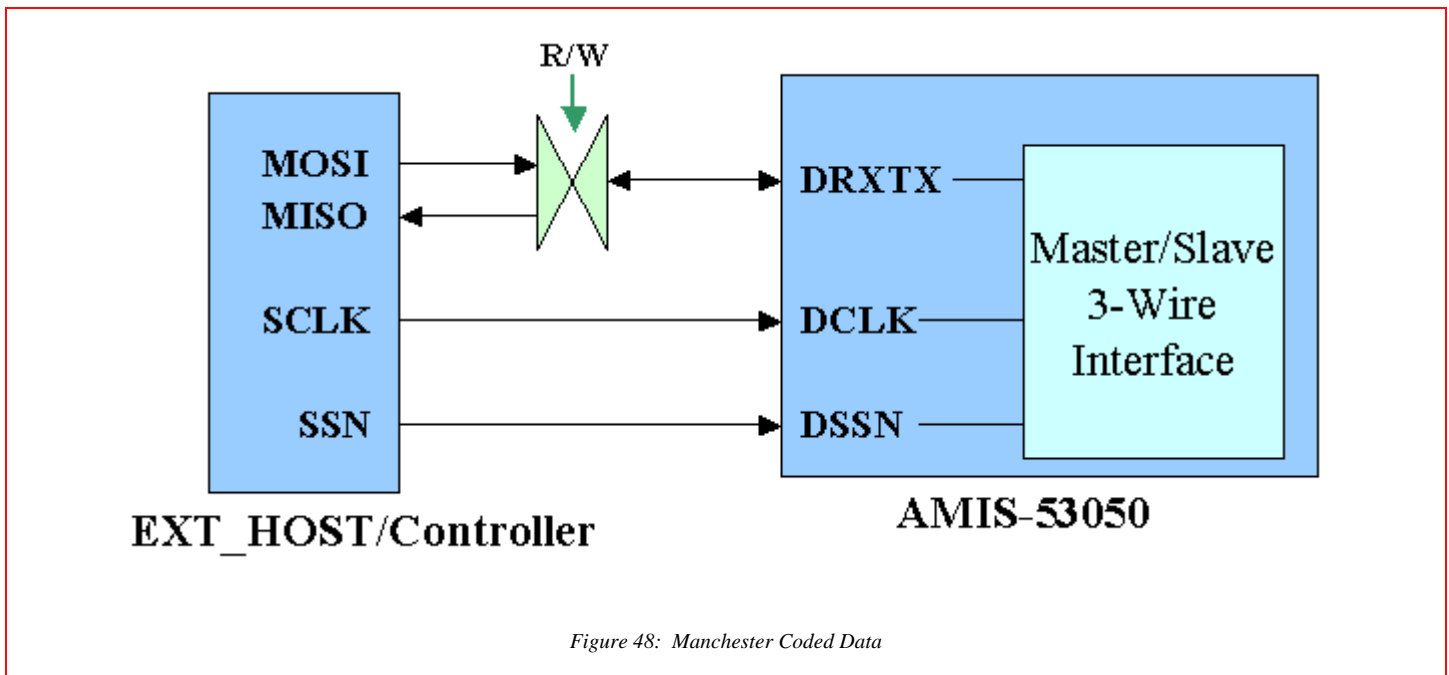 R/W
MOSI
MISO
SCLK
SSN
EXT_HOST/Controller
DRXTX
DCLK
DSSN
Master/Slave
3-Wire
Interface
AMIS-53050
Figure 48: Manchester Coded Data